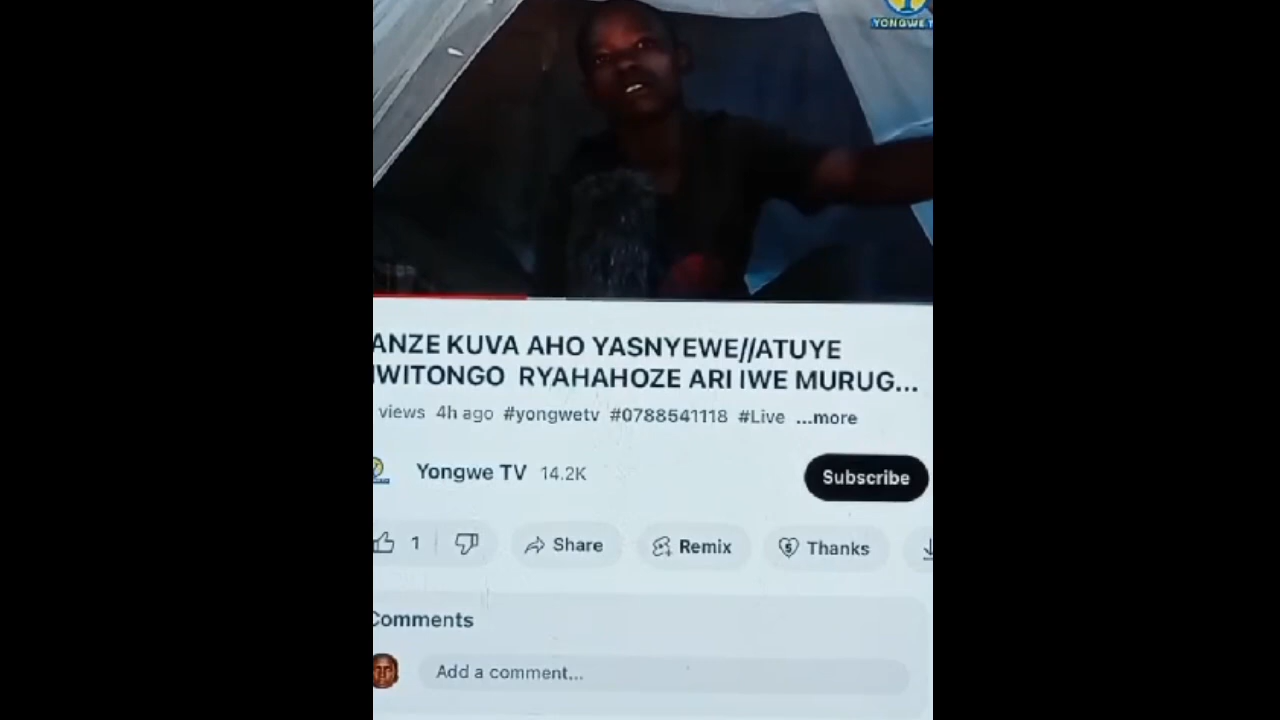 YONGWE T
ANZE KUVA AHO YASNYEWE//ATUYE
IWITONGO RYAHAHOZE ARI IWE MURUG...
views 4h ago #yongwetv #0788541118 #Live ...more
Yongwe TV 14.2K
Subscribe
1 Share Remix Thanks
Comments
Add a comment...